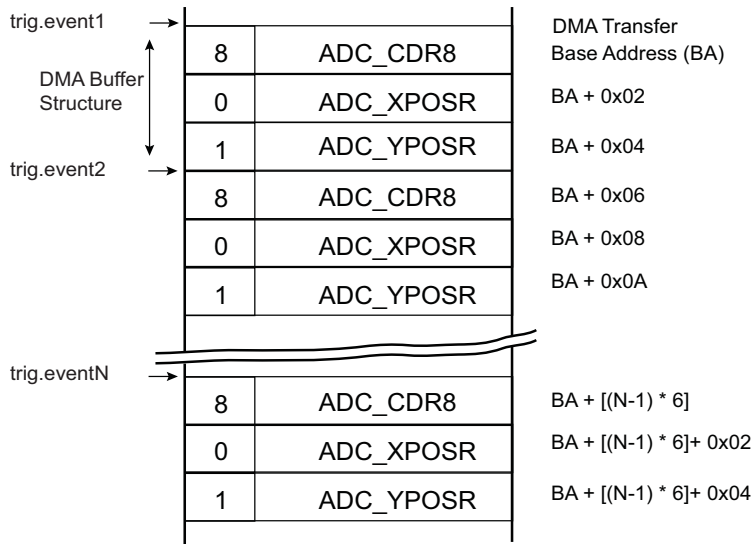 trig.event1
DMA Transfer
8 ADC_CDR8 Base Address (BA)
DMA Buffer
Structure
0 ADC_XPOSR BA + 0x02
1 ADC_YPOSR BA + 0x04
trig.event2
8 ADC_CDR8 BA + 0x06
0 ADC_XPOSR BA + 0x08
1 ADC_YPOSR BA + 0x0A
trig.eventN
8 ADC_CDR8 BA + [(N-1) * 6]
0 ADC_XPOSR BA + [(N-1) * 6]+ 0x02
1 ADC_YPOSR BA + [(N-1) * 6]+ 0x04